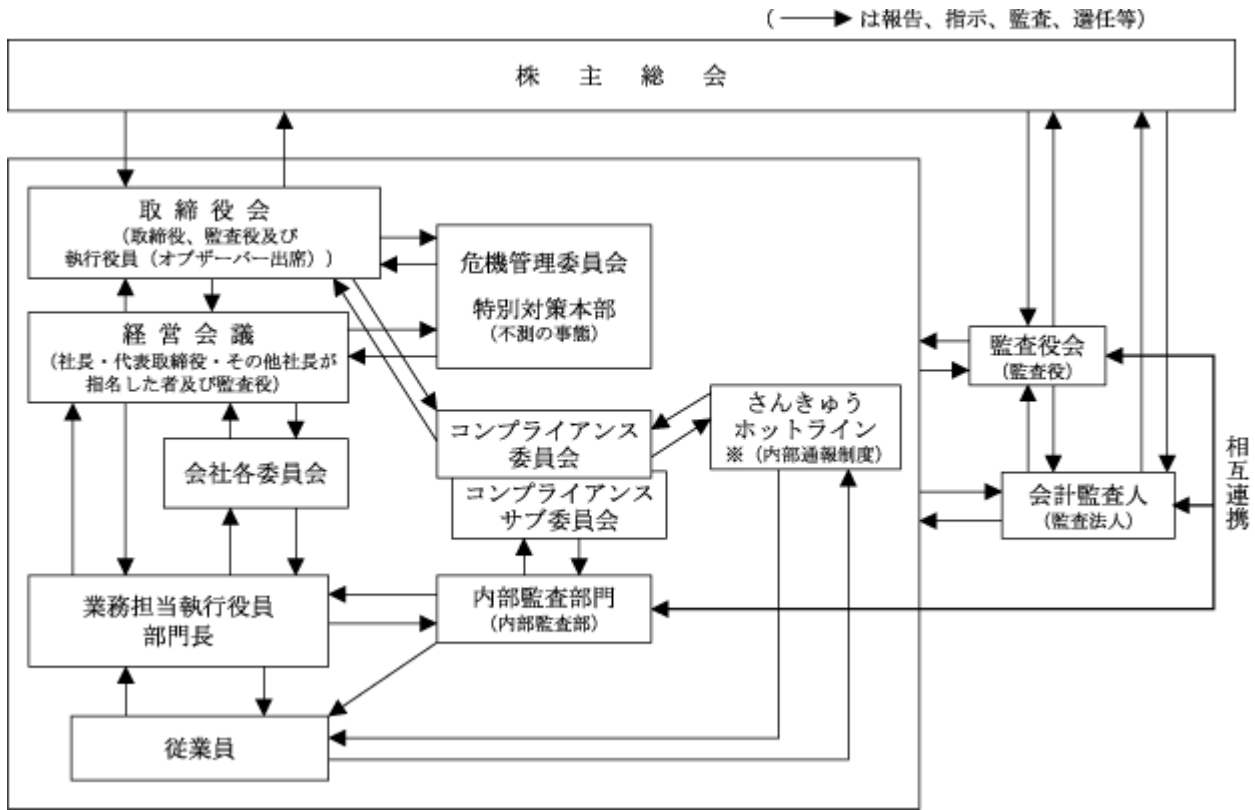 （ ──▶ は報告、指示、監査、選任等）
株 主 総 会
取 締 役 会
（取締役、監査役及び
執行役員（オブザーバー出席））
危機管理委員会
特別対策本部
（不測の事態）
経 営 会 議
（社長・代表取締役・その他社長が
指名した者及び監査役）
監査役会
（監査役）
さんきゅう
ホットライン
※（内部通報制度）
コンプライアンス
委員会
会社各委員会
コンプライアンス
サブ委員会
会計監査人
（監査法人）
相互連携
業務担当執行役員
部門長
内部監査部門
（内部監査部）
従業員